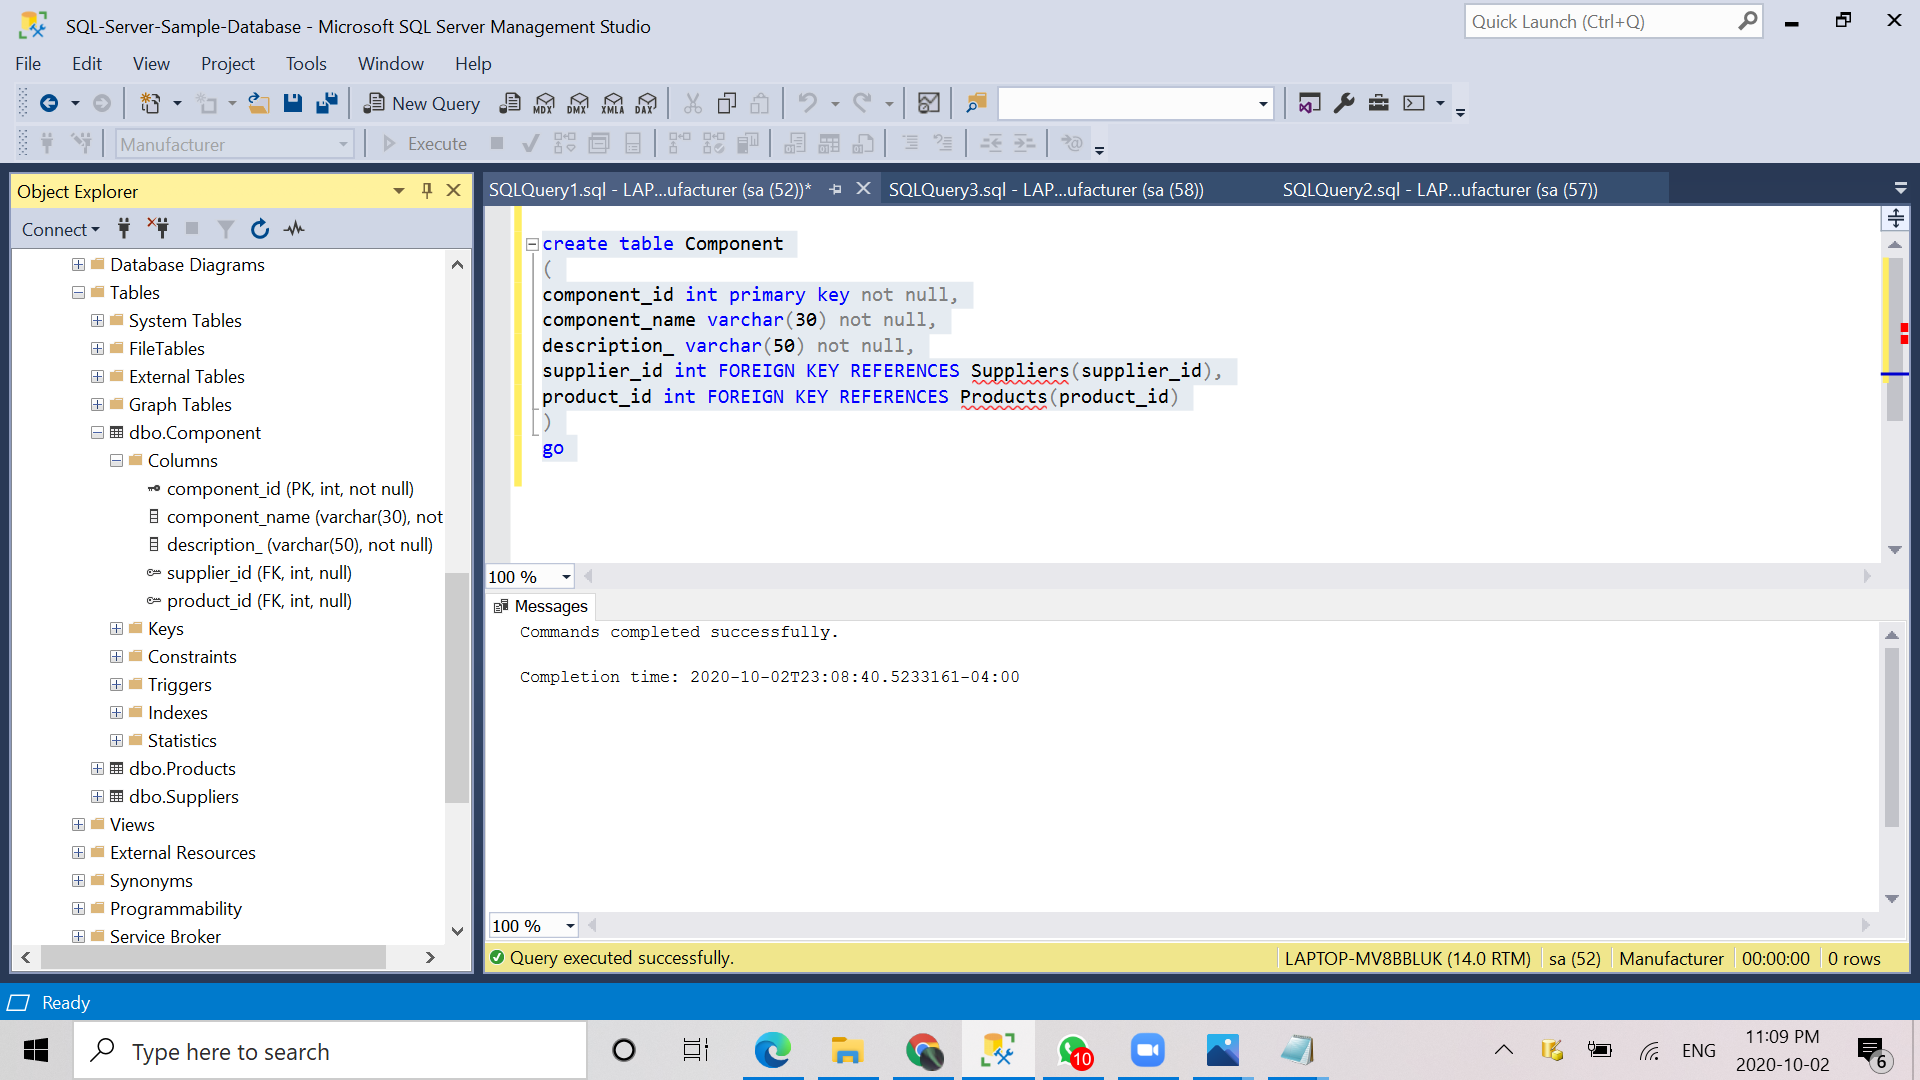 SQL-Server-Sample-Database - Microsoft SQL Server Management Studio
Quick Launch (Ctrl+Q)
File Edit View Project Tools Window Help
New Query MDX DMX XMLA DAX
Manufacturer
Execute
Object Explorer
Connect
Database Diagrams
Tables
System Tables
FileTables
External Tables
Graph Tables
dbo.Component
Columns
component_id (PK, int, not null)
component_name (varchar(30), not
description_ (varchar(50), not null)
supplier_id (FK, int, null)
product_id (FK, int, null)
Keys
Constraints
Triggers
Indexes
Statistics
dbo.Products
dbo.Suppliers
Views
External Resources
Synonyms
Programmability
Service Broker
SQLQuery1.sql - LAP...ufacturer (sa (52))*
SQLQuery3.sql - LAP...ufacturer (sa (58))
SQLQuery2.sql - LAP...ufacturer (sa (57))
create table Component
(
component_id int primary key not null,
component_name varchar(30) not null,
description_ varchar(50) not null,
supplier_id int FOREIGN KEY REFERENCES Suppliers(supplier_id),
product_id int FOREIGN KEY REFERENCES Products(product_id)
)
go
100 %
Messages
Commands completed successfully.
Completion time: 2020-10-02T23:08:40.5233161-04:00
100 %
Query executed successfully.
LAPTOP-MV8BBLUK (14.0 RTM)
sa (52)
Manufacturer
00:00:00
0 rows
Ready
Type here to search
10
ENG
11:09 PM
2020-10-02
6